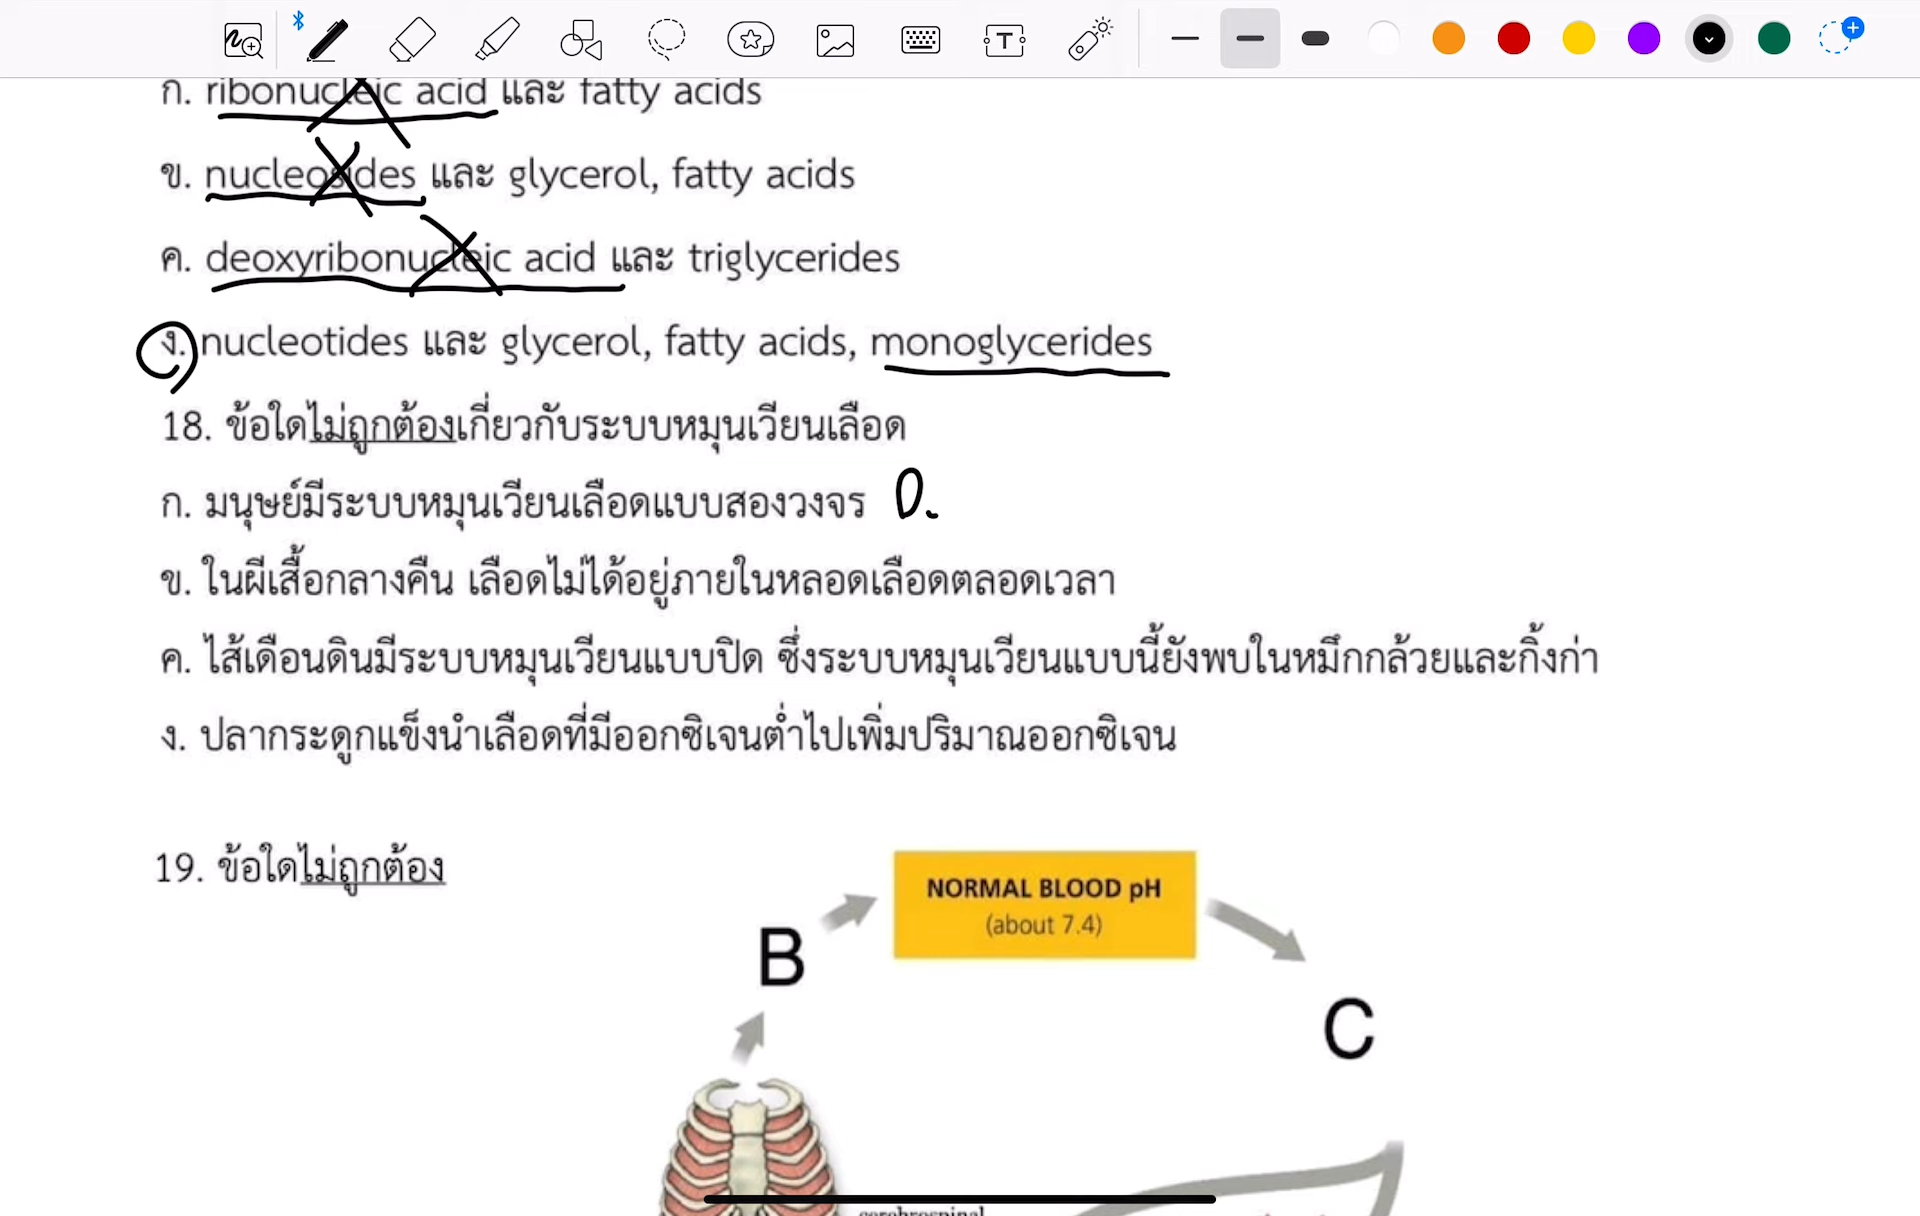 ก. ribonucleic acid และ fatty acids
ข. nucleosides และ glycerol, fatty acids
ค. deoxyribonucleic acid และ triglycerides
ง. nucleotides และ glycerol, fatty acids, monoglycerides
18. ข้อใดไม่ถูกต้องเกี่ยวกับระบบหมุนเวียนเลือด
ก. มนุษย์มีระบบหมุนเวียนเลือดแบบสองวงจร
ข. ในผีเสื้อกลางคืน เลือดไม่ได้อยู่ภายในหลอดเลือดตลอดเวลา
ค. ไส้เดือนดินมีระบบหมุนเวียนแบบปิด ซึ่งระบบหมุนเวียนแบบนี้ยังพบในหมึกกล้วยและกิ้งก่า
ง. ปลากระดูกแข็งนำเลือดที่มีออกซิเจนต่ำไปเพิ่มปริมาณออกซิเจน
19. ข้อใดไม่ถูกต้อง
NORMAL BLOOD pH
(about 7.4)
B
C
cerebrospinal